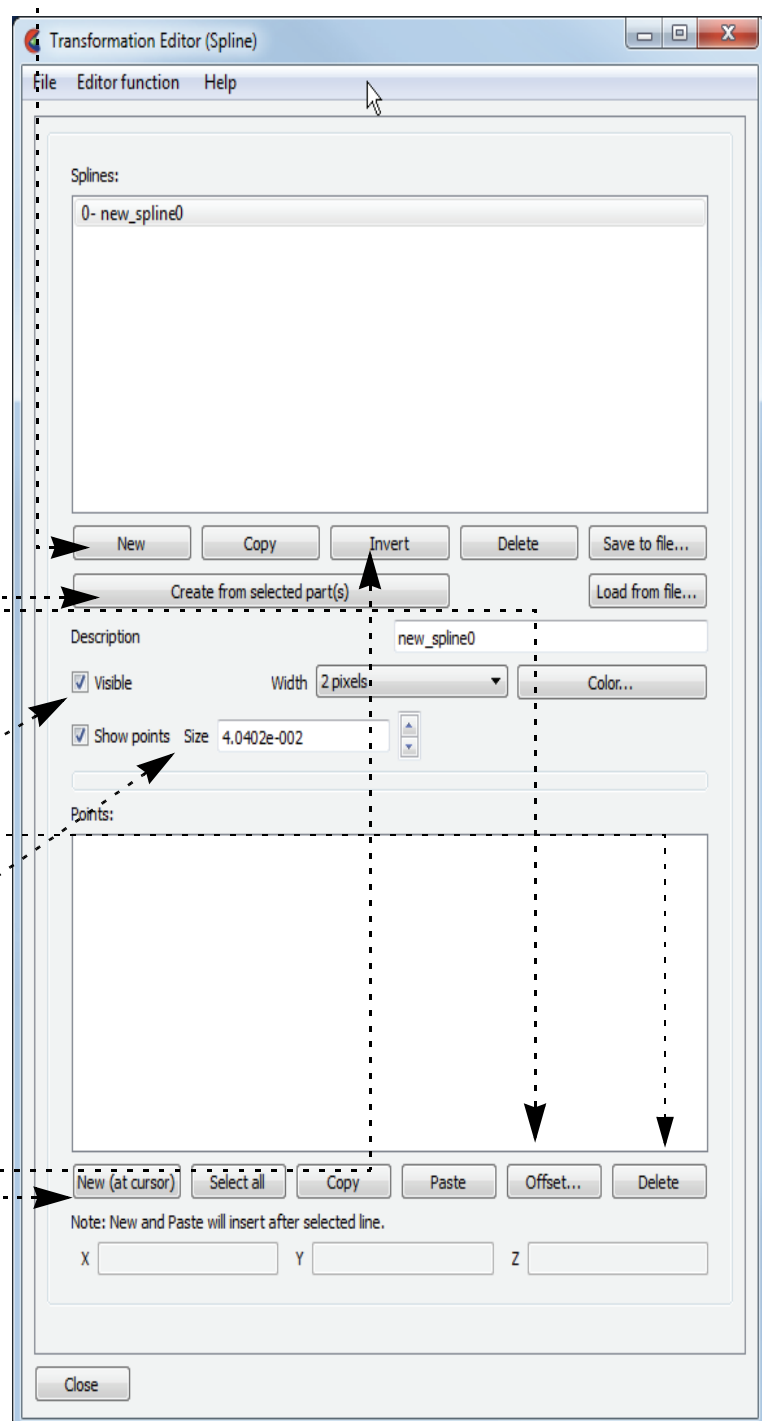 Transformation Editor (Spline)
File Editor function Help
Splines:
0- new_spline0
New Copy Invert Delete Save to file...
Create from selected part(s) Load from file...
Description new_spline0
Visible Width 2 pixels Color...
Show points Size 4.0402e-002
Points:
New (at cursor) Select all Copy Paste Offset... Delete
Note: New and Paste will insert after selected line.
X Y Z
Close